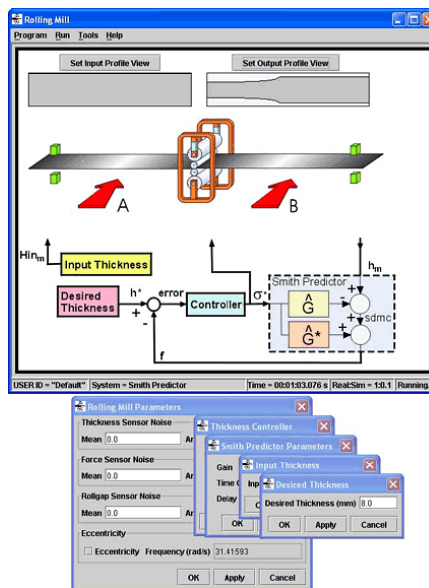 Rolling Mill
Program Run Tools Help
Set Input Profile View Set Output Profile View
A B
Hin m
h m
Input Thickness
Smith Predictor
Desired Thickness
h* error Controller σ* Ĝ
+ - + -
sdmc
Ĝ* + +
f
USER ID = "Default" System = Smith Predictor Time = 00:01:03.076 s Real:Sim = 1:0.1 Running.
Rolling Mill Parameters
Thickness Sensor Noise
Mean 0.0
Thickness Controller
Smith Predictor Parameters
Force Sensor Noise
Gain
Input Thickness
Mean 0.0
Desired Thickness
Delay
Desired Thickness (mm) 8.0
Rollgap Sensor Noise
Mean 0.0
OK Apply Cancel
Eccentricity
Eccentricity Frequency (rad/s) 31.41593
OK Apply Cancel